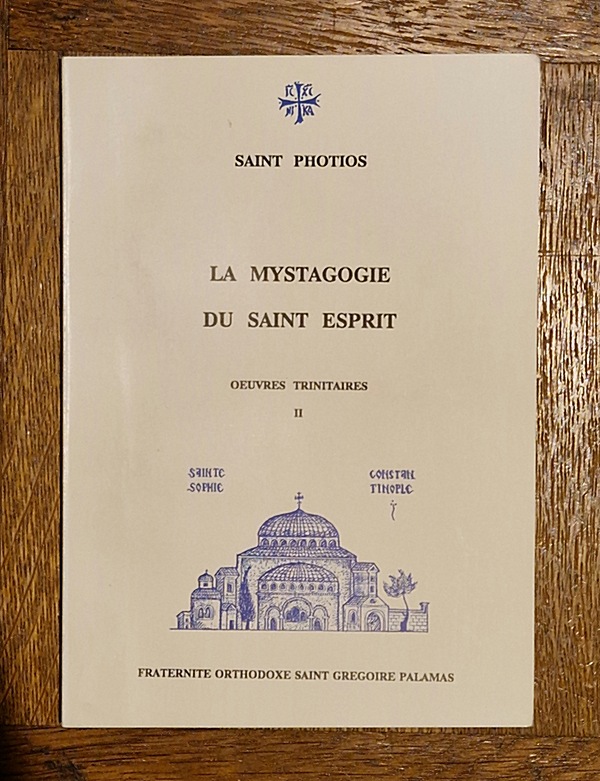 IC XC
NI KA
SAINT PHOTIOS
LA MYSTAGOGIE
DU SAINT ESPRIT
OEUVRES TRINITAIRES
II
SAINTE
SOPHIE
CONSTAN
TINOPLE
FRATERNITE ORTHODOXE SAINT GREGOIRE PALAMAS